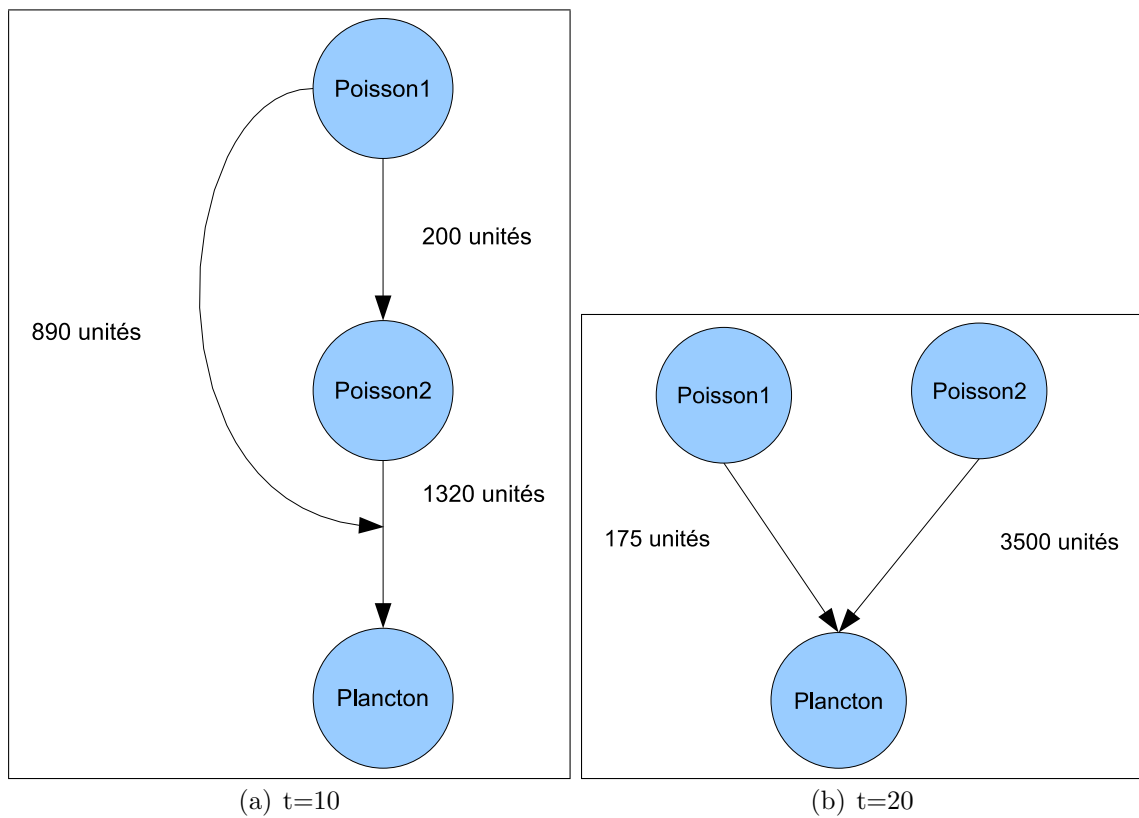 Poisson1
200 unités
890 unités
Poisson2
1320 unités
Plancton
(a) t=10
Poisson1
Poisson2
175 unités
3500 unités
Plancton
(b) t=20